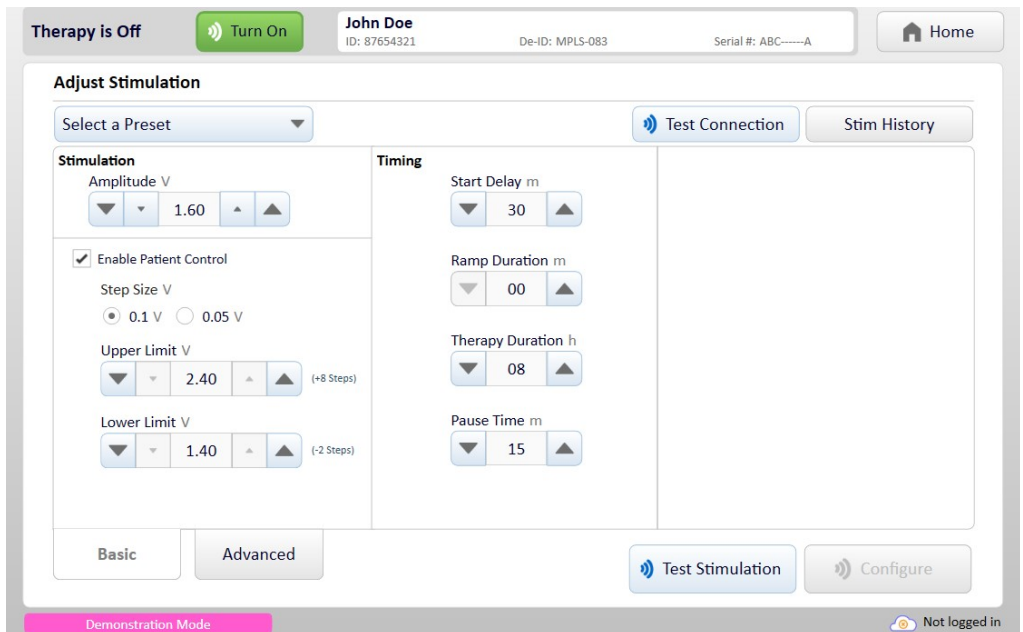 Therapy is Off
Turn On
John Doe
ID: 87654321 De-ID: MPLS-083 Serial #: ABC------A
Home
Adjust Stimulation
Select a Preset
Test Connection
Stim History
Stimulation
Amplitude V
1.60
Enable Patient Control
Step Size V
0.1 V 0.05 V
Upper Limit V
2.40 (+8 Steps)
Lower Limit V
1.40 (-2 Steps)
Timing
Start Delay m
30
Ramp Duration m
00
Therapy Duration h
08
Pause Time m
15
Basic
Advanced
Test Stimulation
Configure
Demonstration Mode
Not logged in